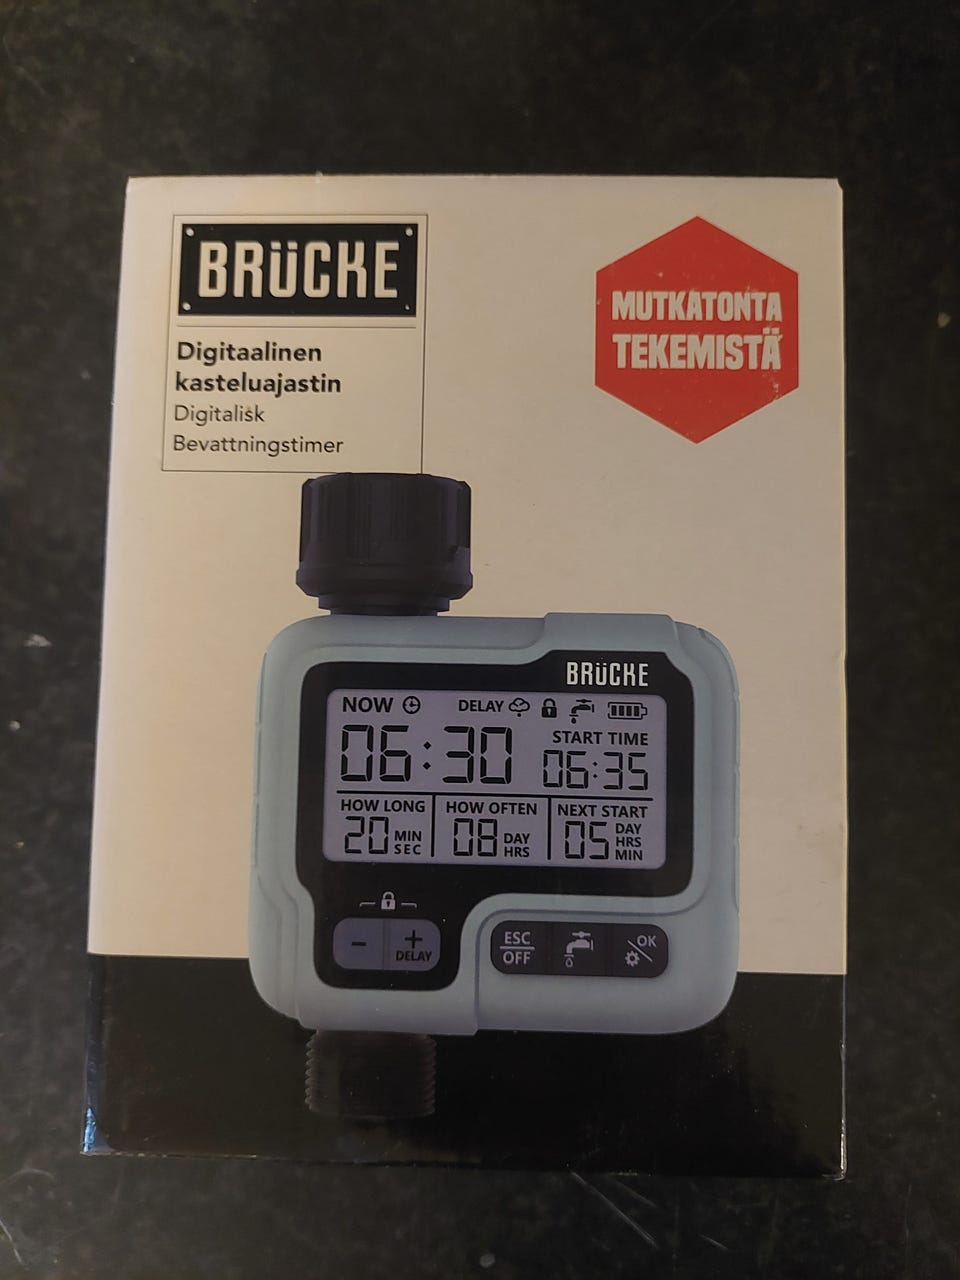 BRÜCKE
Digitaalinen
kasteluajastin
Digitalisk
Bevattningstimer
MUTKATONTA
TEKEMISTÄ
BRÜCKE
NOW DELAY
06:30
START TIME
06:35
HOW LONG
20 MIN SEC
HOW OFTEN
08 DAY HRS
NEXT START
05 DAY HRS MIN
- + DELAY
ESC OFF
OK